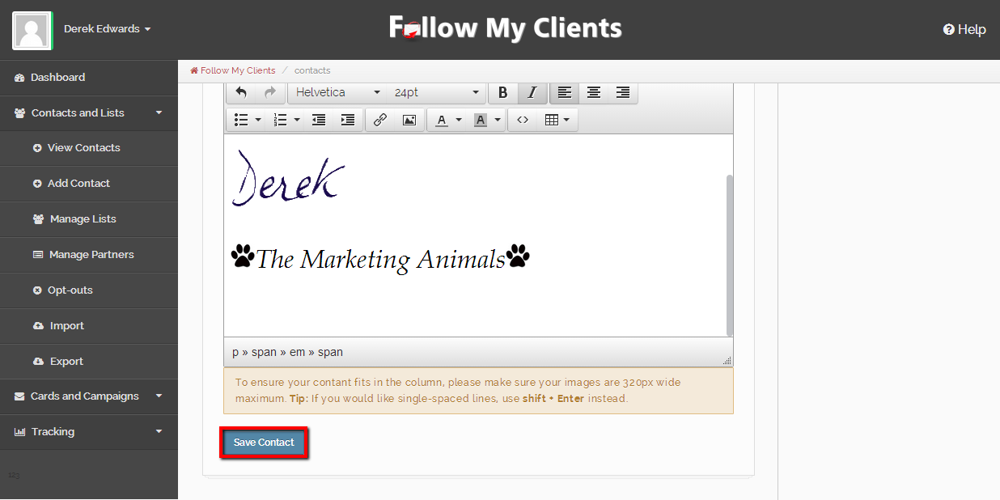 Derek Edwards
Follow My Clients
Help
Dashboard
Contacts and Lists
View Contacts
Add Contact
Manage Lists
Manage Partners
Opt-outs
Import
Export
Cards and Campaigns
Tracking
123
Follow My Clients / contacts
Helvetica 24pt B I
A A <>
Derek
The Marketing Animals
p » span » em » span
To ensure your contant fits in the column, please make sure your images are 320px wide
maximum. Tip: If you would like single-spaced lines, use shift + Enter instead.
Save Contact